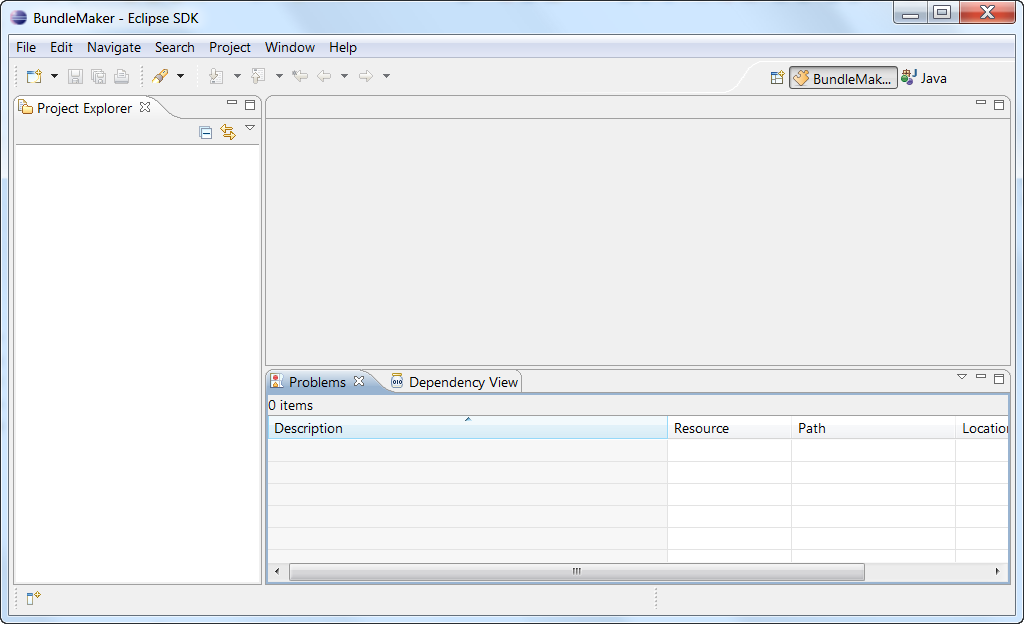 BundleMaker - Eclipse SDK
File Edit Navigate Search Project Window Help
BundleMak... Java
Project Explorer
Problems Dependency View
0 items
Description Resource Path Location